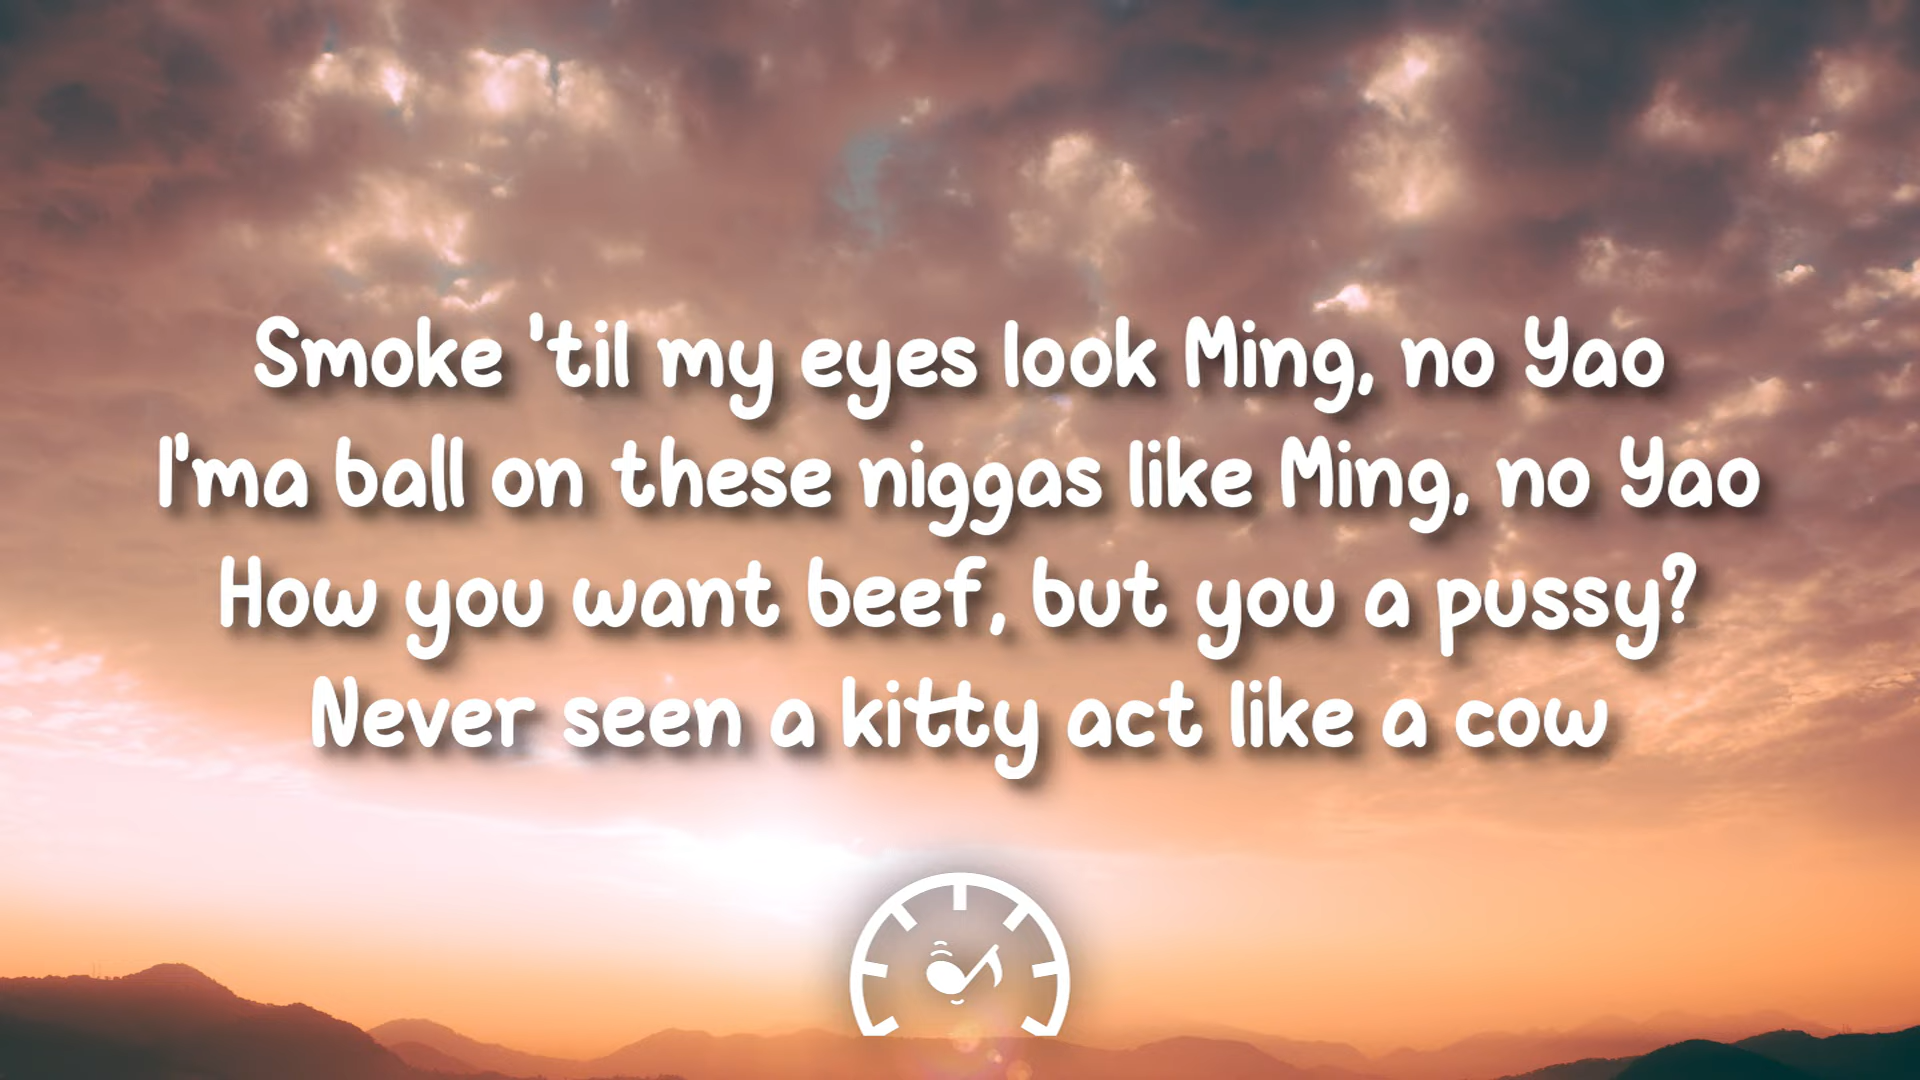 Smoke 'til my eyes look Ming, no Yao
I'ma ball on these niggas like Ming, no Yao
How you want beef, but you a pussy?
Never seen a kitty act like a cow